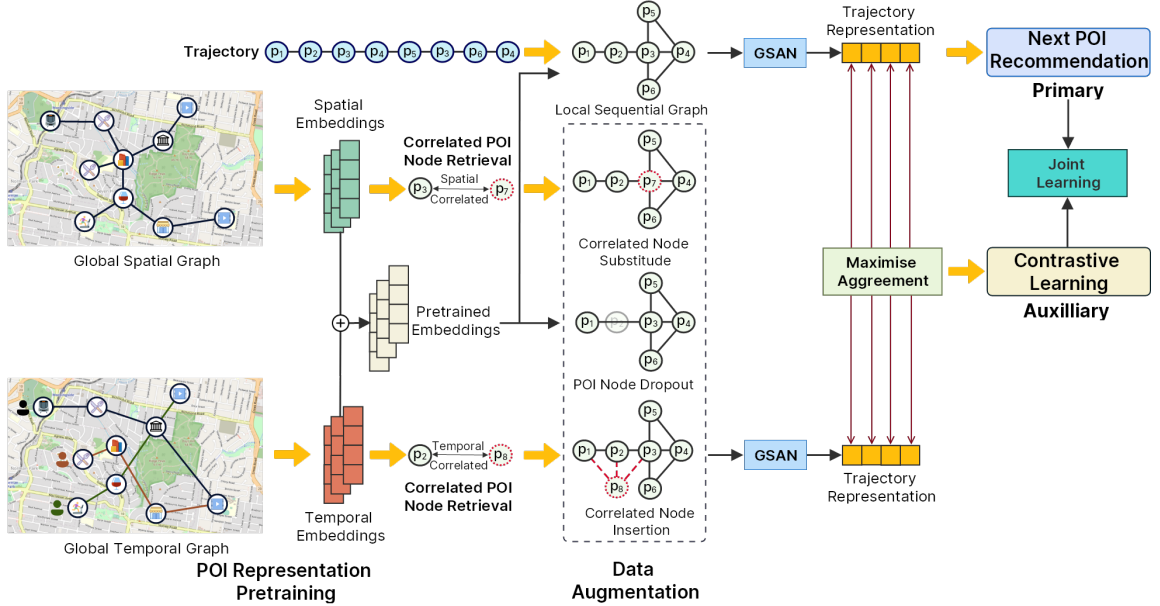 Trajectory
p1 p2 p3 p4 p5 p3 p6 p4
p5
p1 p2 p3 p4
p6
Local Sequential Graph
GSAN
Trajectory
Representation
Next POI
Recommendation
Primary
Joint
Learning
Global Spatial Graph
Spatial
Embeddings
Correlated POI
Node Retrieval
p3 Spatial p7
Correlated
p5
p1 p2 p7 p4
p6
Correlated Node
Substitude
Maximise
Aggreement
Contrastive
Learning
Auxilliary
+
Pretrained
Embeddings
p5
p1 p2 p3 p4
p6
POI Node Dropout
Global Temporal Graph
Temporal
Embeddings
p2 Temporal p8
Correlated
Correlated POI
Node Retrieval
p5
p1 p2 p3 p4
p8 p6
Correlated Node
Insertion
GSAN
Trajectory
Representation
POI Representation
Pretraining
Data
Augmentation